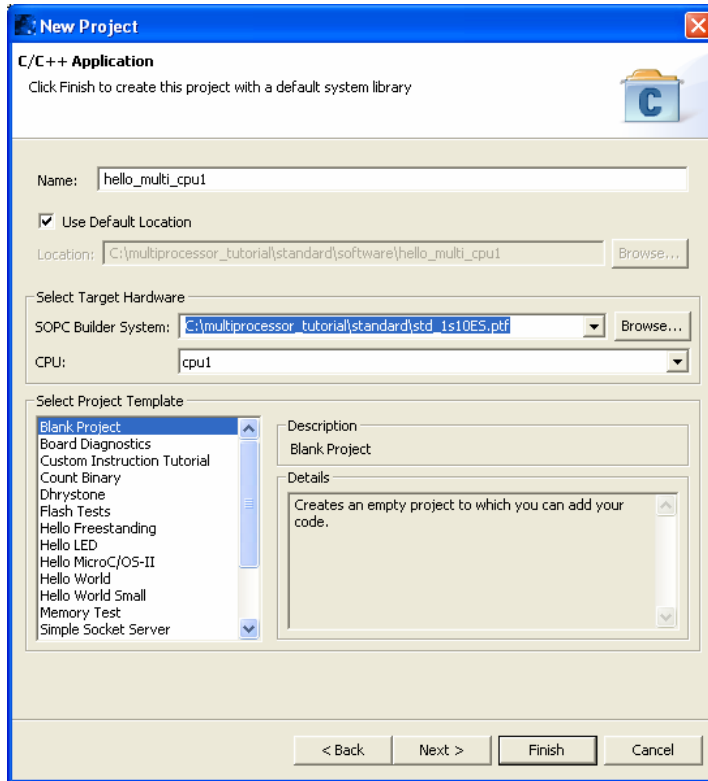 New Project
C/C++ Application
Click Finish to create this project with a default system library
C
Name: hello_multi_cpu1
Use Default Location
Location: C:\multiprocessor_tutorial\standard\software\hello_multi_cpu1 Browse...
Select Target Hardware
SOPC Builder System: C:\multiprocessor_tutorial\standard\std_1s10ES.ptf Browse...
CPU: cpu1
Select Project Template
Blank Project
Board Diagnostics
Custom Instruction Tutorial
Count Binary
Dhrystone
Flash Tests
Hello Freestanding
Hello LED
Hello MicroC/OS-II
Hello World
Hello World Small
Memory Test
Simple Socket Server
Description
Blank Project
Details
Creates an empty project to which you can add your
code.
< Back Next > Finish Cancel